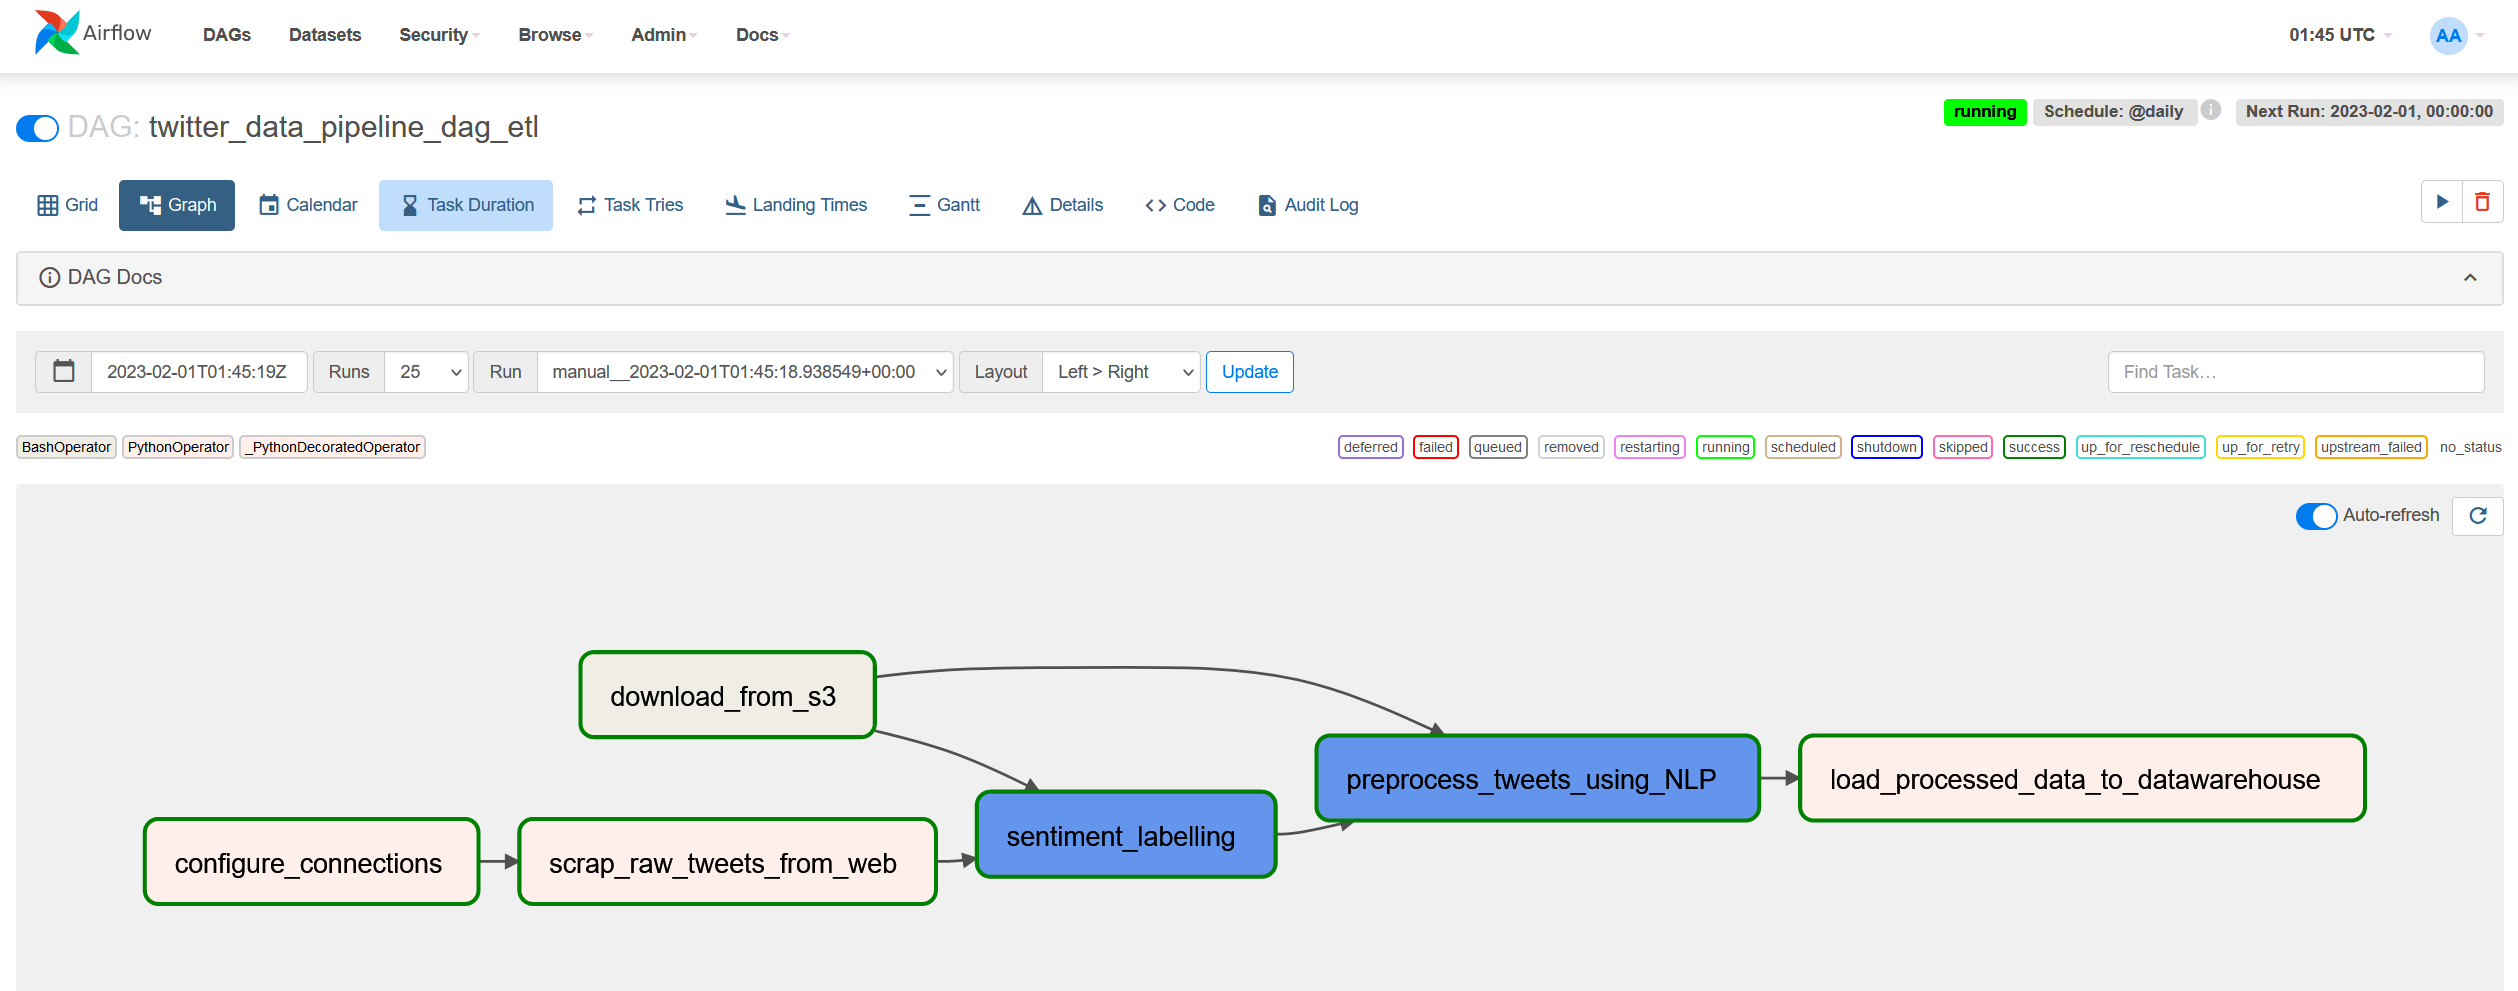 Airflow DAGs Datasets Security Browse Admin Docs 01:45 UTC AA
DAG: twitter_data_pipeline_dag_etl
running Schedule: @daily Next Run: 2023-02-01, 00:00:00
Grid Graph Calendar Task Duration Task Tries Landing Times Gantt Details Code Audit Log
DAG Docs
2023-02-01T01:45:19Z Runs 25 Run manual__2023-02-01T01:45:18.938549+00:00 Layout Left > Right Update Find Task…
BashOperator PythonOperator _PythonDecoratedOperator deferred failed queued removed restarting running scheduled shutdown skipped success up_for_reschedule up_for_retry upstream_failed no_status
Auto-refresh
download_from_s3
preprocess_tweets_using_NLP
load_processed_data_to_datawarehouse
sentiment_labelling
configure_connections
scrap_raw_tweets_from_web